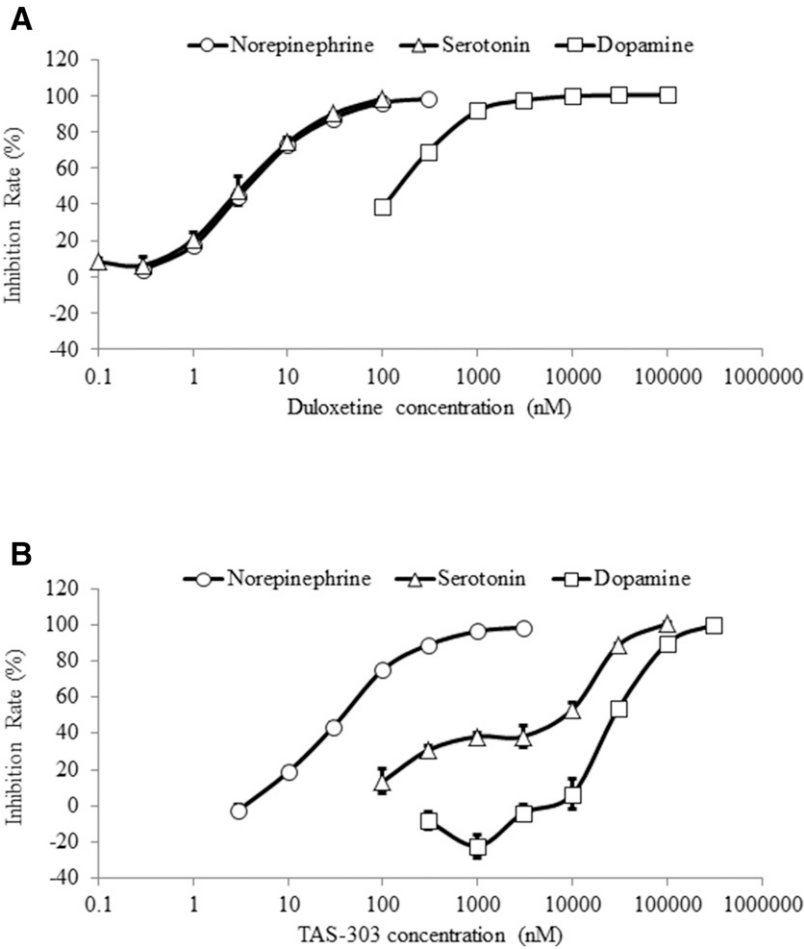 A
Norepinephrine Serotonin Dopamine
120
100
80
60
40
20
0
-20
-40
Inhibition Rate (%)
0.1 1 10 100 1000 10000 100000 1000000
Duloxetine concentration (nM)
B
Norepinephrine Serotonin Dopamine
120
100
80
60
40
20
0
-20
-40
Inhibition Rate (%)
0.1 1 10 100 1000 10000 100000 1000000
TAS-303 concentration (nM)